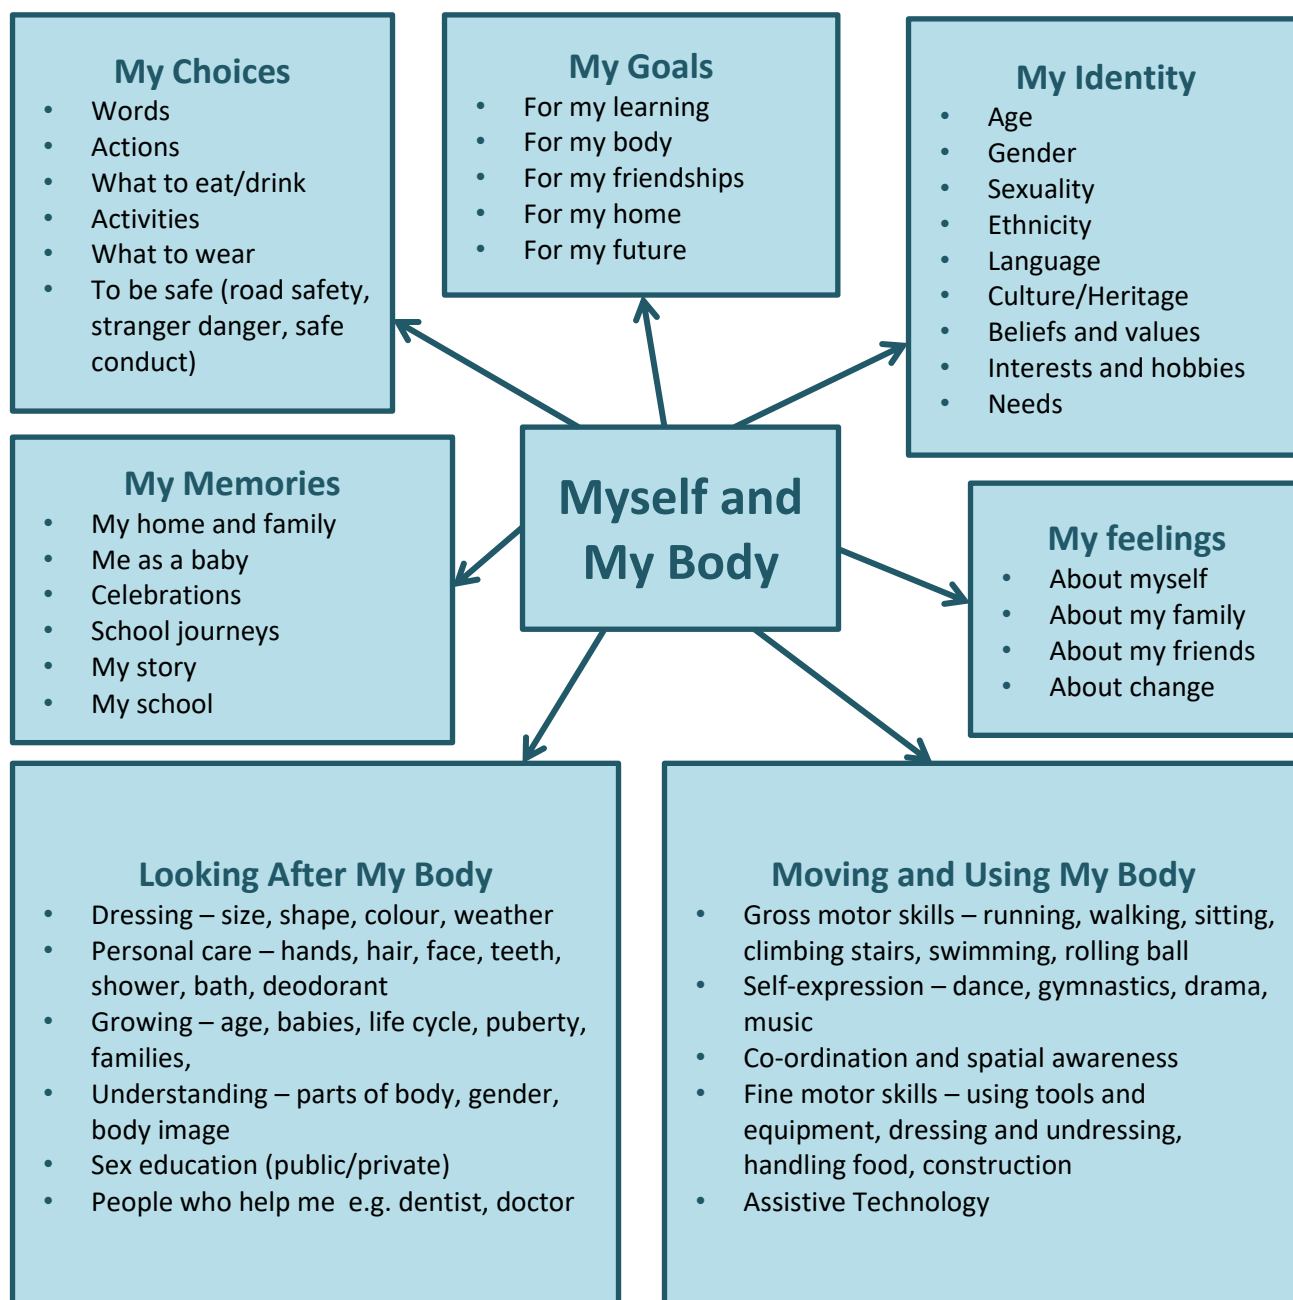 My Choices
• Words
• Actions
• What to eat/drink
• Activities
• What to wear
• To be safe (road safety,
stranger danger, safe
conduct)
My Goals
• For my learning
• For my body
• For my friendships
• For my home
• For my future
My Identity
• Age
• Gender
• Sexuality
• Ethnicity
• Language
• Culture/Heritage
• Beliefs and values
• Interests and hobbies
• Needs
My Memories
• My home and family
• Me as a baby
• Celebrations
• School journeys
• My story
• My school
Myself and
My Body
My feelings
• About myself
• About my family
• About my friends
• About change
Looking After My Body
• Dressing – size, shape, colour, weather
• Personal care – hands, hair, face, teeth,
shower, bath, deodorant
• Growing – age, babies, life cycle, puberty,
families,
• Understanding – parts of body, gender,
body image
• Sex education (public/private)
• People who help me  e.g. dentist, doctor
Moving and Using My Body
• Gross motor skills – running, walking, sitting,
climbing stairs, swimming, rolling ball
• Self-expression – dance, gymnastics, drama,
music
• Co-ordination and spatial awareness
• Fine motor skills – using tools and
equipment, dressing and undressing,
handling food, construction
• Assistive Technology